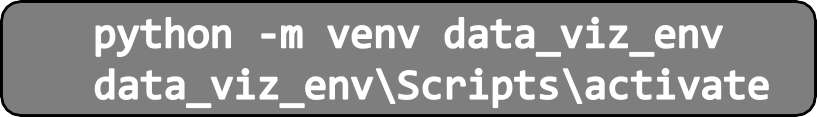 python -m venv data_viz_env
data_viz_env\Scripts\activate